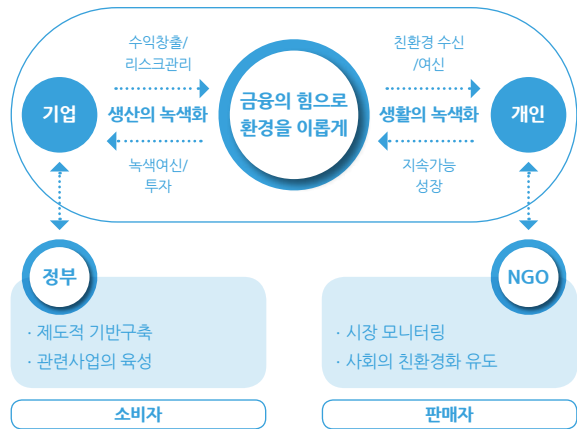 수익창출/
리스크관리
친환경 수신
/여신
기업
생산의 녹색화
금융의 힘으로
환경을 이롭게
생활의 녹색화
개인
녹색여신/
투자
지속가능
성장
정부
NGO
· 제도적 기반구축
· 관련사업의 육성
· 시장 모니터링
· 사회의 친환경화 유도
소비자
판매자